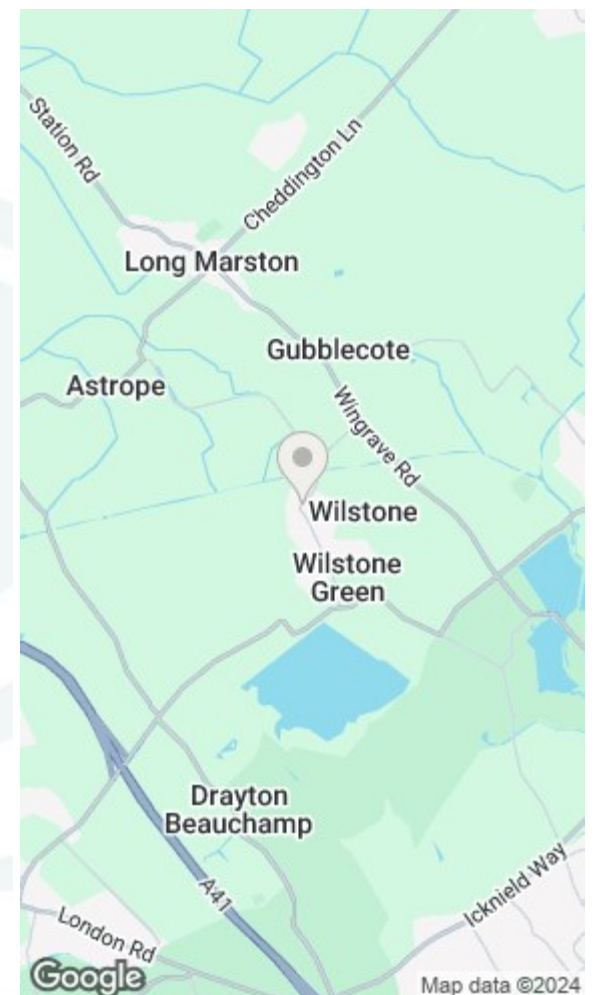 Station Rd
Cheddington Ln
Long Marston
Gubblecote
Astrope
Wingrave Rd
Wilstone
Wilstone
Green
Drayton
Beauchamp
A41
Icknield Way
London Rd
Google
Map data ©2024